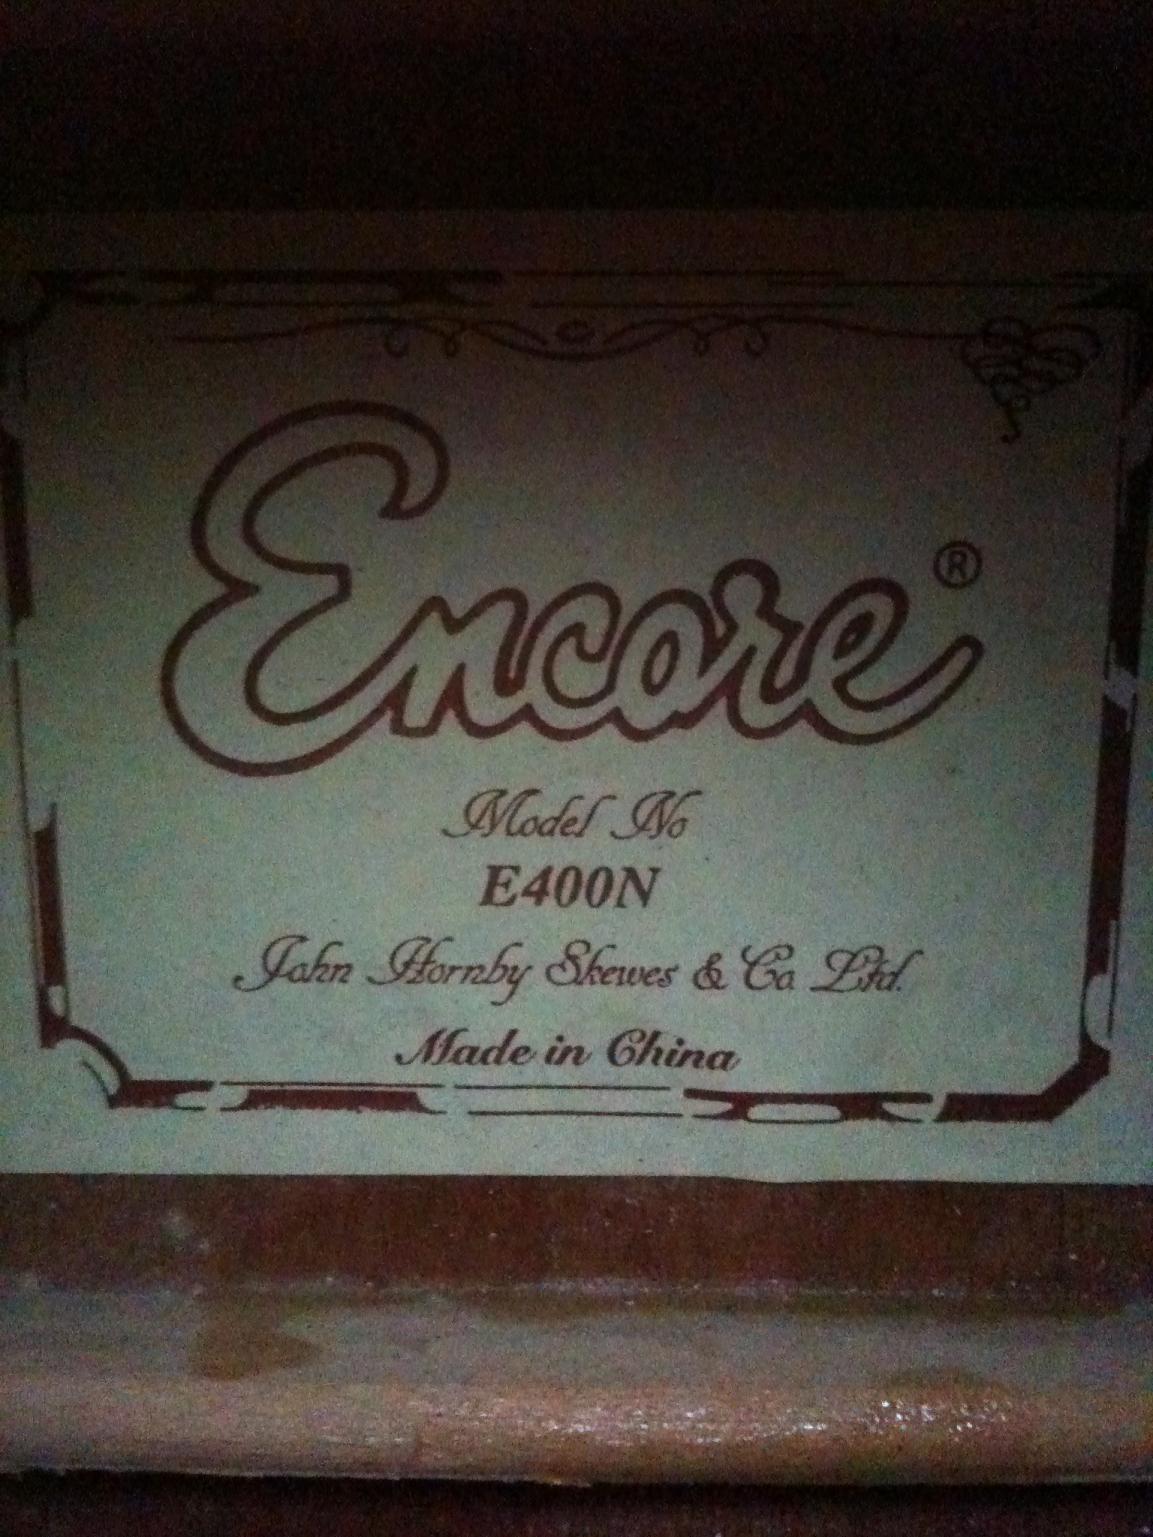 Encore®
Model No
E400N
John Hornby Skewes & Co. Ltd.
Made in China